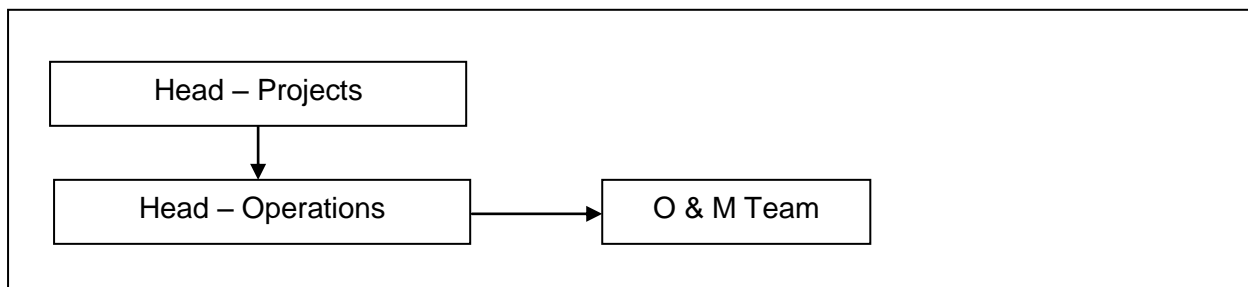 Head – Projects
Head – Operations
O & M Team